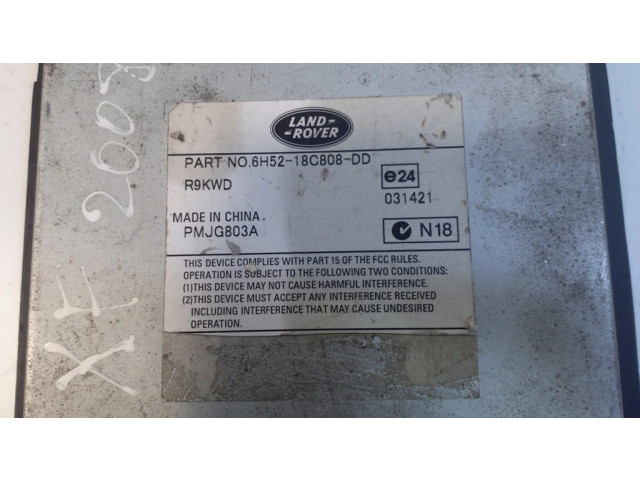 XF 2008
LAND-
-ROVER
PART NO.6H52-18C808-DD
R9KWD
e24
031421
MADE IN CHINA.
PMJG803A
N18
THIS DEVICE COMPLIES WITH PART 15 OF THE FCC RULES.
OPERATION IS SUBJECT TO THE FOLLOWING TWO CONDITIONS:
(1)THIS DEVICE MAY NOT CAUSE HARMFUL INTERFERENCE.
(2)THIS DEVICE MUST ACCEPT ANY INTERFERENCE RECEIVED
INCLUDING INTERFERENCE THAT MAY CAUSE UNDESIRED
OPERATION.